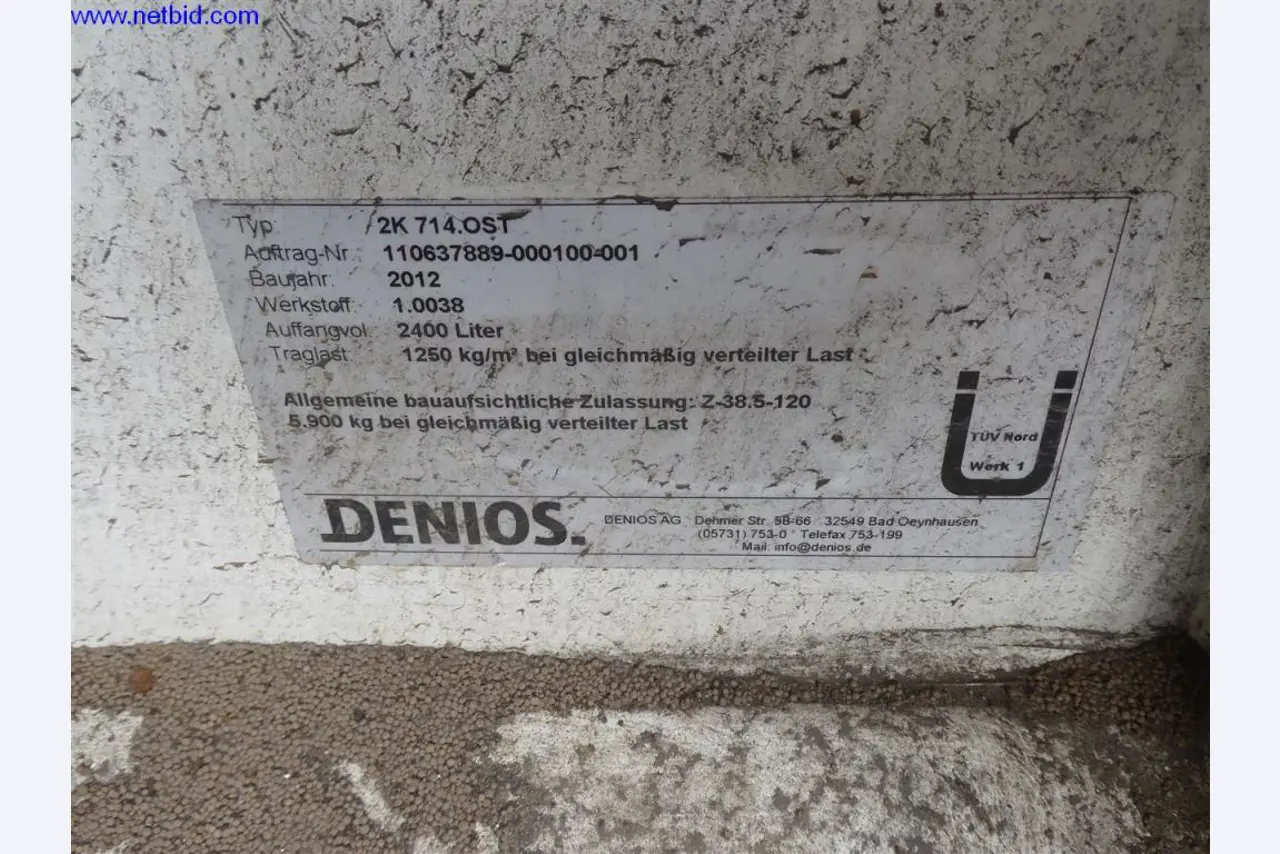 www.netbid.com
Typ: 2K 714.OST
Auftrag-Nr.: 110637889-000100-001
Baujahr: 2012
Werkstoff: 1.0038
Auffangvol. 2400 Liter
Traglast: 1250 kg/m² bei gleichmäßig verteilter Last
Allgemeine bauaufsichtliche Zulassung: Z-38.5-120
5.900 kg bei gleichmäßig verteilter Last
TÜV Nord
Werk 1
DENIOS.
DENIOS AG Dehmer Str. 58-66 32549 Bad Oeynhausen
(05731) 753-0 Telefax 753-199
Mail: info@denios.de